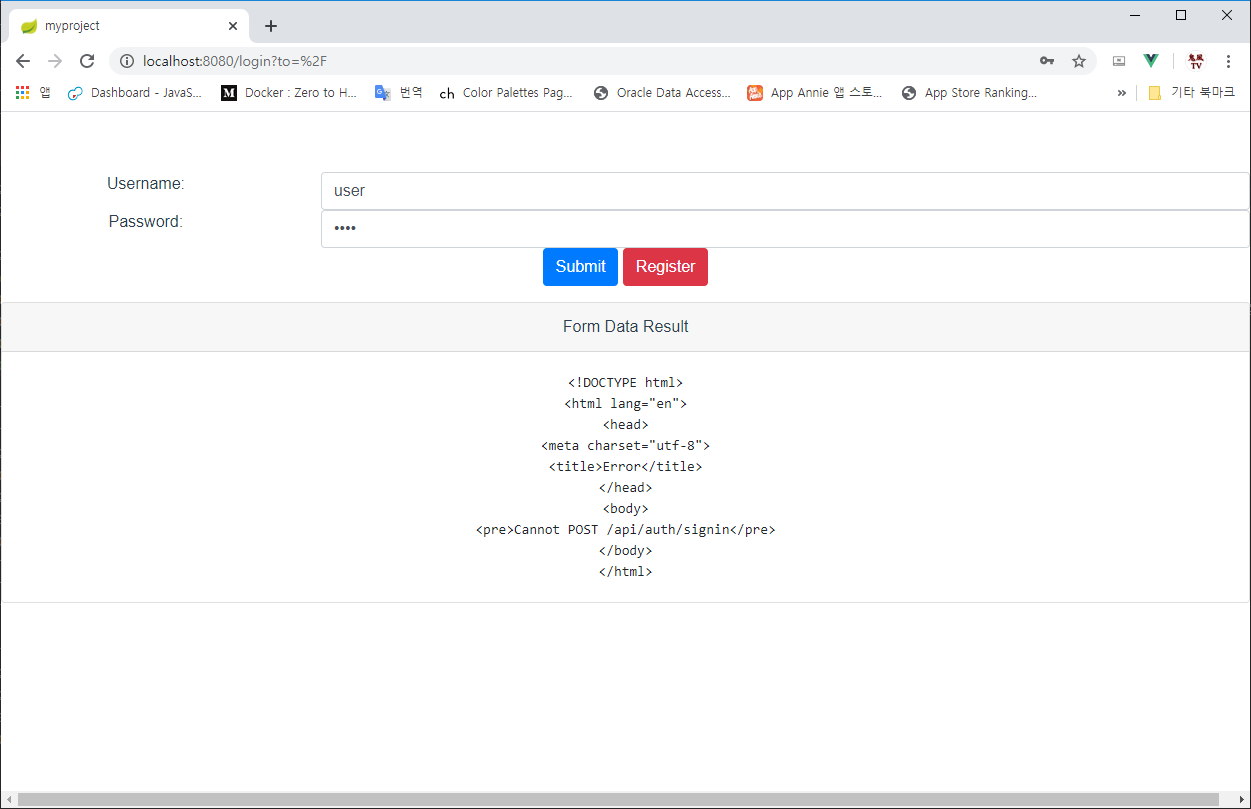 myproject
localhost:8080/login?to=%2F
앱 Dashboard - JavaS... M Docker : Zero to H... 번역 ch Color Palettes Pag... Oracle Data Access... App Annie 앱 스토... App Store Ranking... » 기타 북마크
Username: user
Password: ••••
Submit Register
Form Data Result
<!DOCTYPE html>
<html lang="en">
<head>
<meta charset="utf-8">
<title>Error</title>
</head>
<body>
<pre>Cannot POST /api/auth/signin</pre>
</body>
</html>